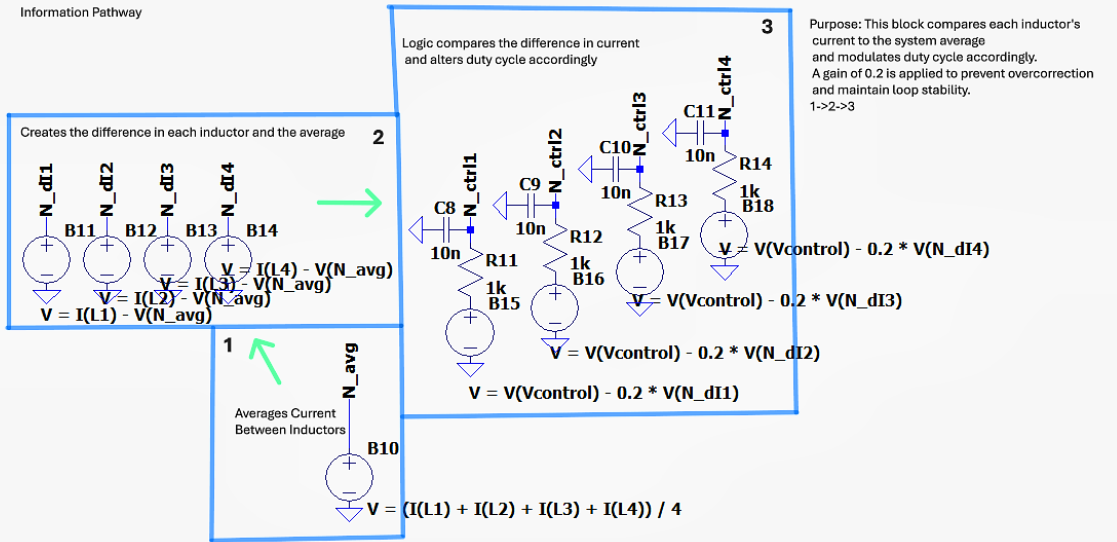 Information Pathway
3
Logic compares the difference in current
and alters duty cycle accordingly
Purpose: This block compares each inductor's
current to the system average
and modulates duty cycle accordingly.
A gain of 0.2 is applied to prevent overcorrection
and maintain loop stability.
1->2->3
Creates the difference in each inductor and the average
2
N_dI1
N_dI2
N_dI3
N_dI4
B11
B12
B13
B14
V = I(L4) - V(N_avg)
V = I(L3) - V(N_avg)
V = I(L2) - V(N_avg)
V = I(L1) - V(N_avg)
N_ctrl1
C8
10n
R11
1k
B15
V = V(Vcontrol) - 0.2 * V(N_dI1)
N_ctrl2
C9
10n
R12
1k
B16
V = V(Vcontrol) - 0.2 * V(N_dI2)
N_ctrl3
C10
10n
R13
1k
B17
V = V(Vcontrol) - 0.2 * V(N_dI3)
N_ctrl4
C11
10n
R14
1k
B18
V = V(Vcontrol) - 0.2 * V(N_dI4)
1
N_avg
Averages Current
Between Inductors
B10
V = (I(L1) + I(L2) + I(L3) + I(L4)) / 4